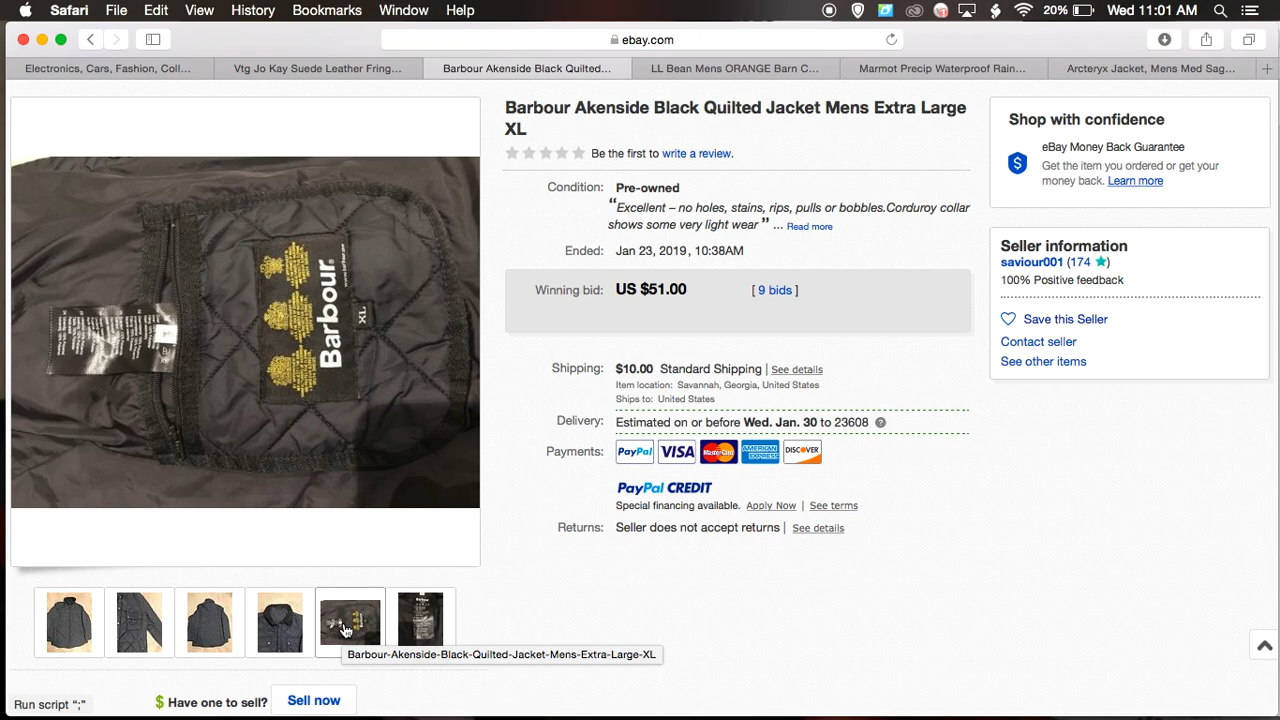 Safari File Edit View History Bookmarks Window Help 20% Wed 11:01 AM
ebay.com
Electronics, Cars, Fashion, Coll...
Vtg Jo Kay Suede Leather Fring...
Barbour Akenside Black Quilted...
LL Bean Mens ORANGE Barn C...
Marmot Precip Waterproof Rain...
Arcteryx Jacket, Mens Med Sag...
Barbour
XL
Barbour Akenside Black Quilted Jacket Mens Extra Large
XL
Be the first to write a review.
Condition: Pre-owned
“Excellent – no holes, stains, rips, pulls or bobbles.Corduroy collar
shows some very light wear ” ... Read more
Ended: Jan 23, 2019 , 10:38AM
Winning bid: US $51.00 [ 9 bids ]
Shipping: $10.00 Standard Shipping | See details
Item location: Savannah, Georgia, United States
Ships to: United States
Delivery: Estimated on or before Wed. Jan. 30 to 23608 ?
Payments: PayPal VISA MasterCard AMERICAN EXPRESS DISCOVER
PayPal CREDIT
Special financing available. Apply Now | See terms
Returns: Seller does not accept returns | See details
Shop with confidence
$
eBay Money Back Guarantee
Get the item you ordered or get your
money back. Learn more
Seller information
saviour001 (174 )
100% Positive feedback
Save this Seller
Contact seller
See other items
Barbour-Akenside-Black-Quilted-Jacket-Mens-Extra-Large-XL
Run script “;”
$ Have one to sell? Sell now